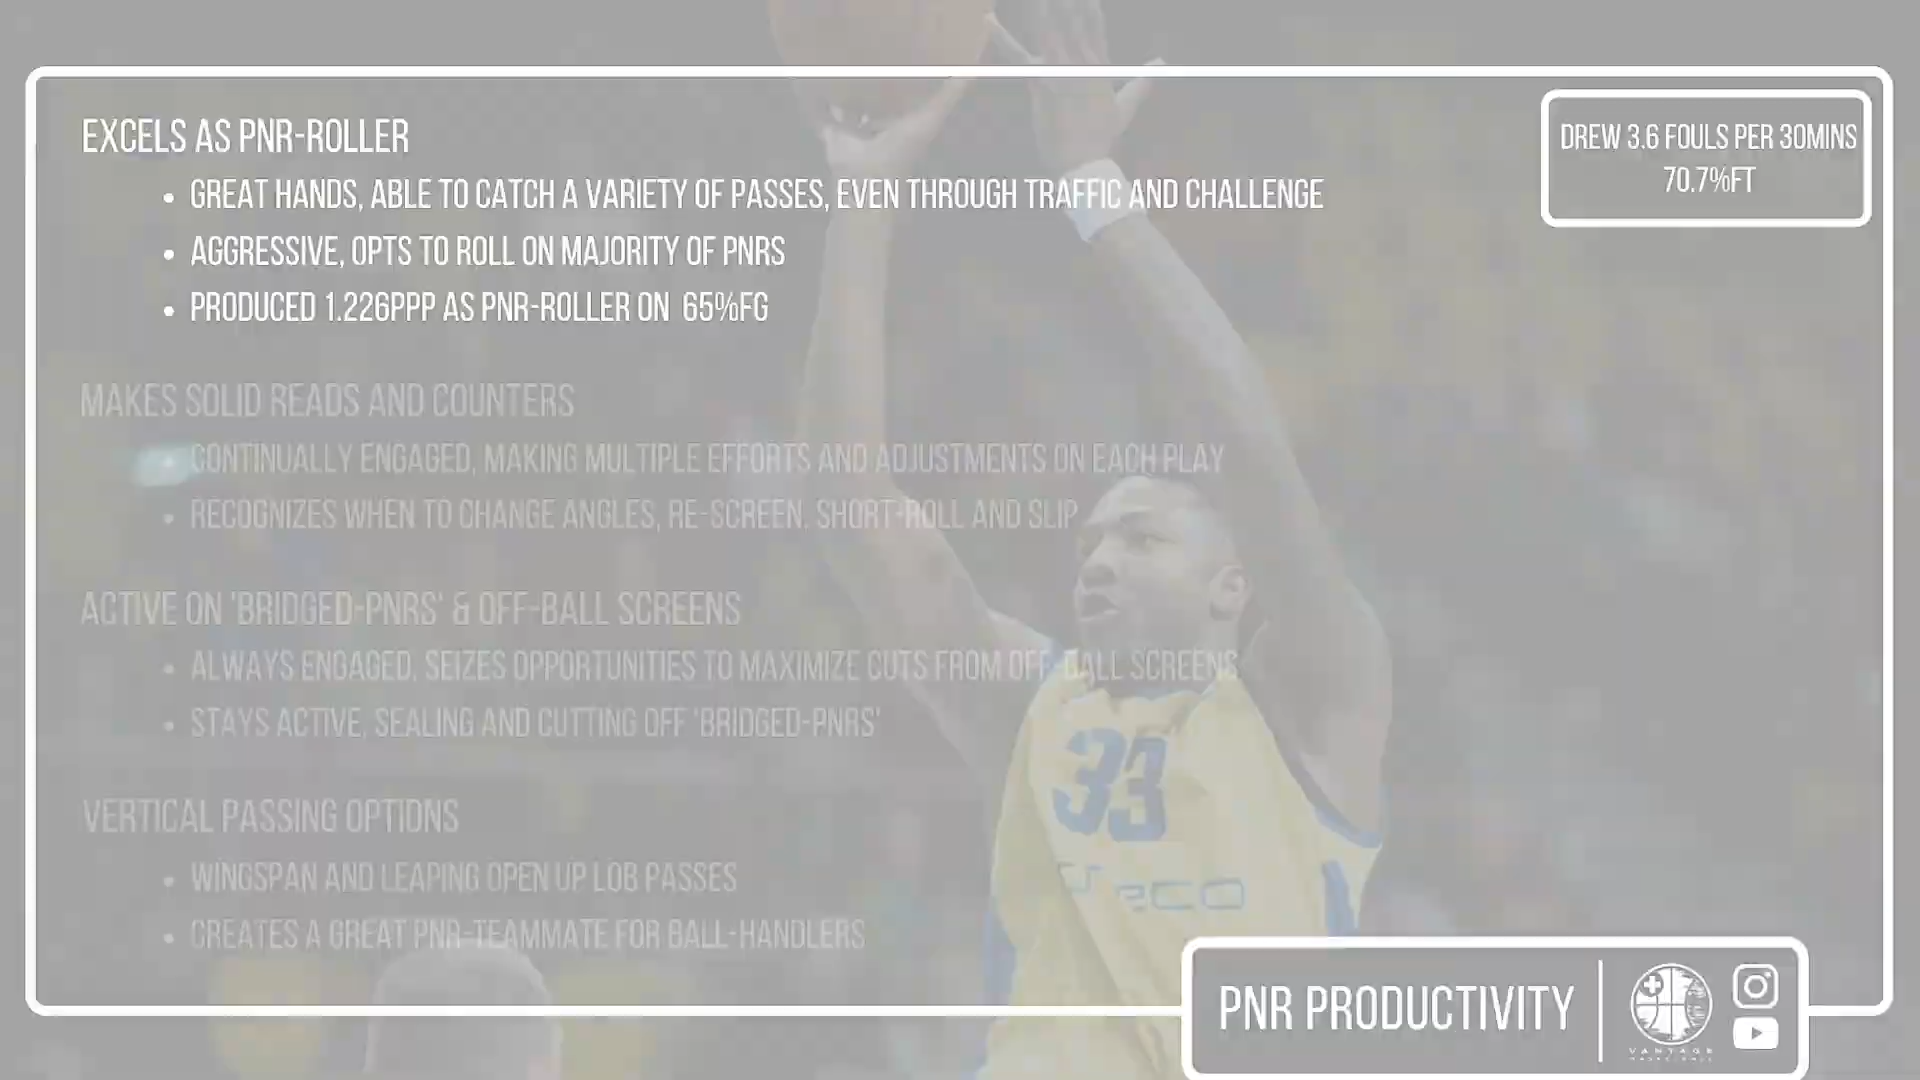 EXCELS AS PNR-ROLLER
DREW 3.6 FOULS PER 30MINS
70.7%FT
• GREAT HANDS, ABLE TO CATCH A VARIETY OF PASSES, EVEN THROUGH TRAFFIC AND CHALLENGE
• AGGRESSIVE, OPTS TO ROLL ON MAJORITY OF PNRS
• PRODUCED 1.226PPP AS PNR-ROLLER ON 65%FG
MAKES SOLID READS AND COUNTERS
• CONTINUALLY ENGAGED, MAKING MULTIPLE EFFORTS AND ADJUSTMENTS ON EACH PLAY
• RECOGNIZES WHEN TO CHANGE ANGLES, RE-SCREEN, SHORT-ROLL AND SLIP
ACTIVE ON 'BRIDGED-PNRS' & OFF-BALL SCREENS
• ALWAYS ENGAGED, SEIZES OPPORTUNITIES TO MAXIMIZE CUTS FROM OFF-BALL SCREENS
• STAYS ACTIVE, SEALING AND CUTTING OFF 'BRIDGED-PNRS'
33
VERTICAL PASSING OPTIONS
• WINGSPAN AND LEAPING OPEN UP LOB PASSES
• CREATES A GREAT PNR-TEAMMATE FOR BALL-HANDLERS
PNR PRODUCTIVITY
VANTAGE
BASKETBALL